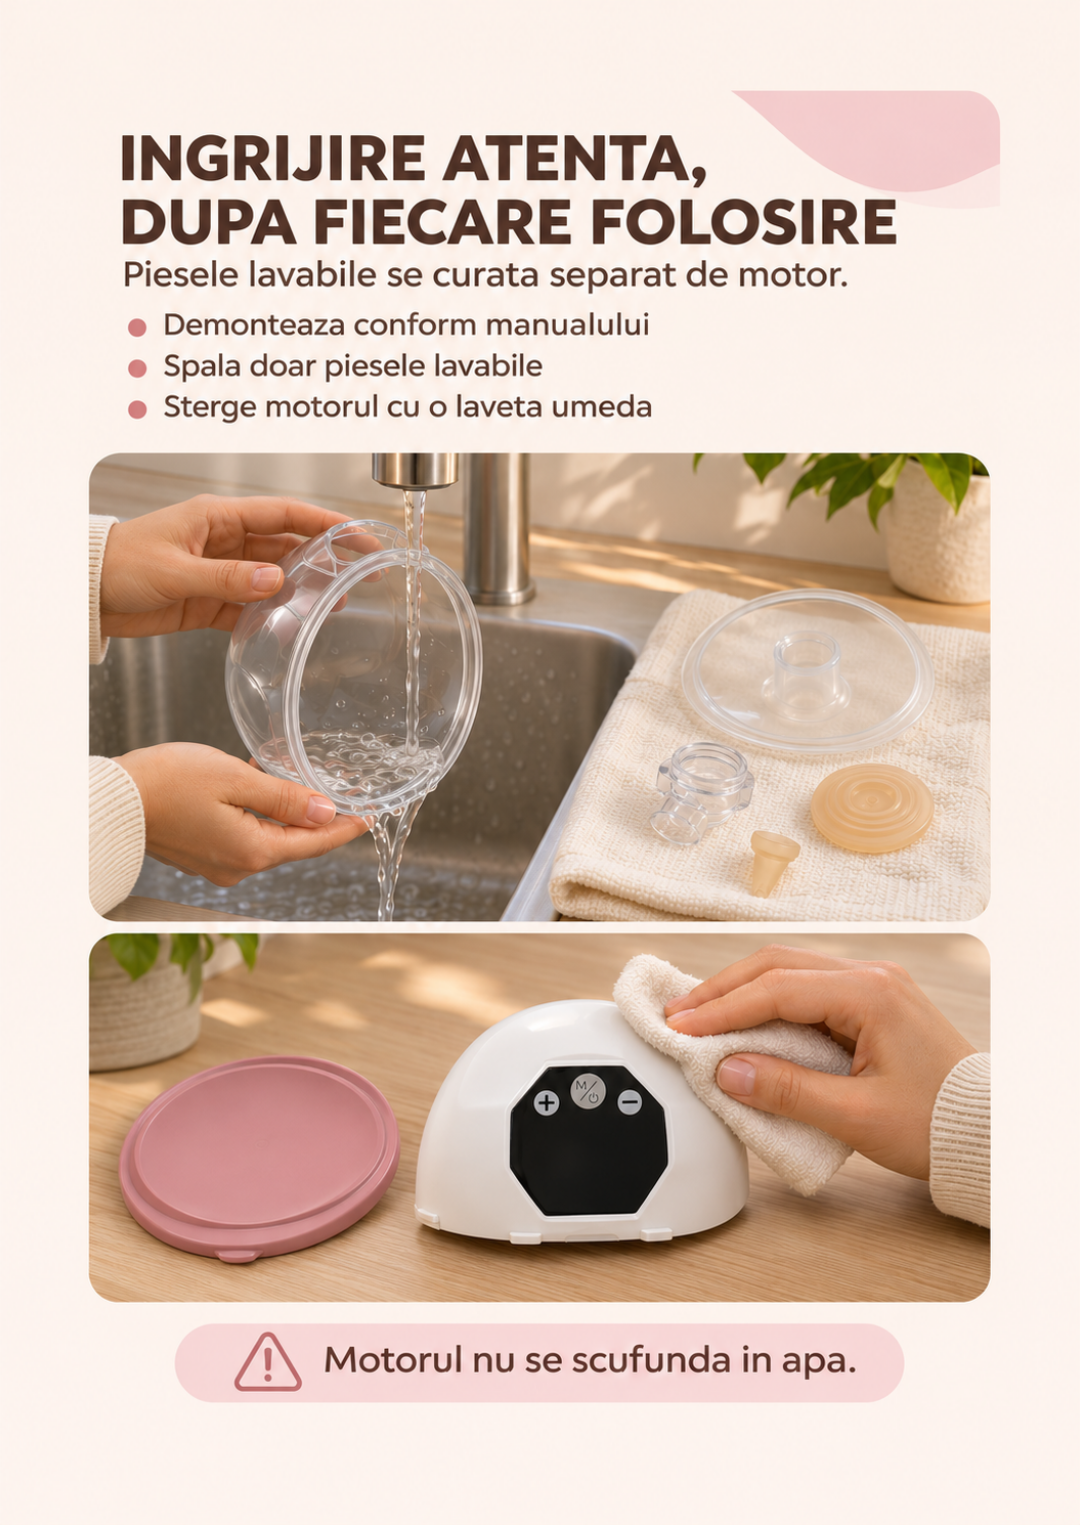 INGRIJIRE ATENTA,
DUPA FIECARE FOLOSIRE
Piesele lavabile se curata separat de motor.
Demonteaza conform manualului
Spala doar piesele lavabile
Sterge motorul cu o laveta umeda
M/
Motorul nu se scufunda in apa.